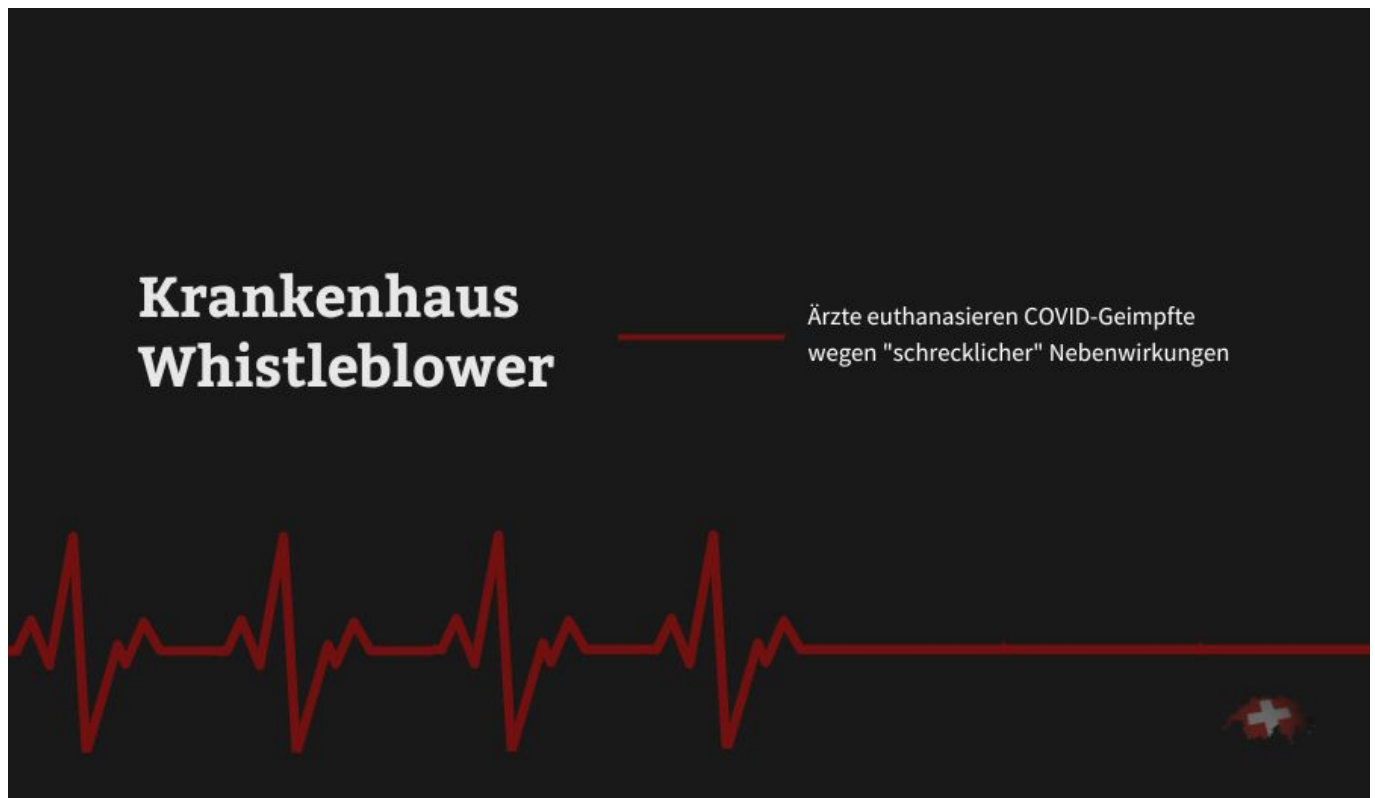 Krankenhaus
Whistleblower
Ärzte euthanasieren COVID-Geimpfte
wegen "schrecklicher" Nebenwirkungen